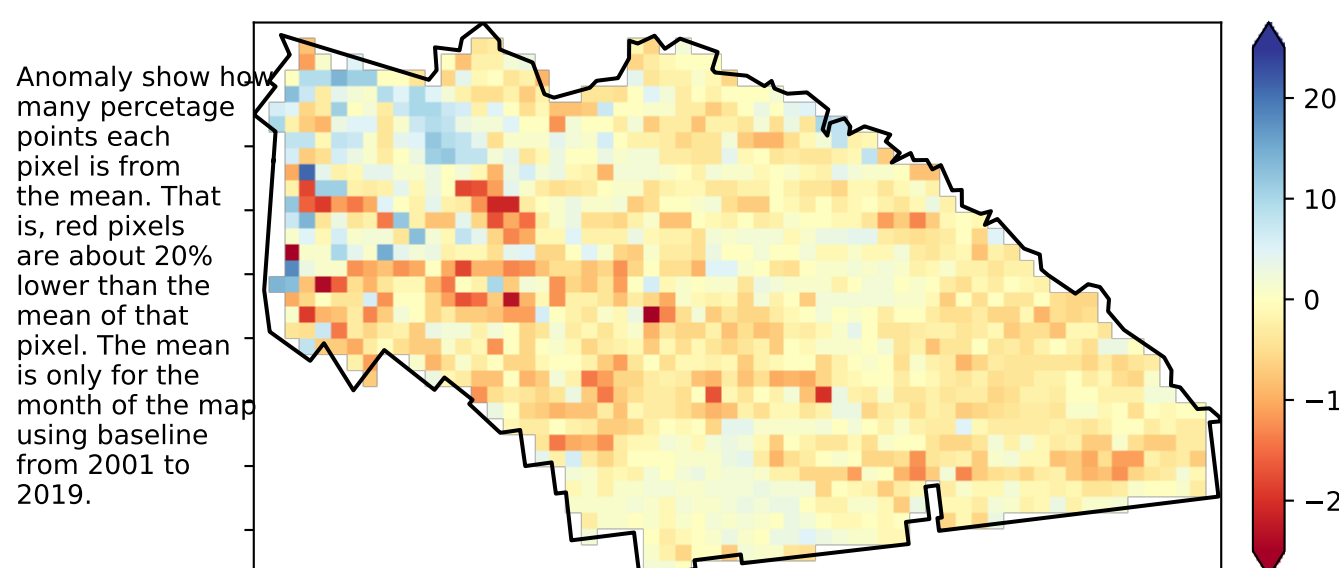 Anomaly show how
many percetage
points each
pixel is from
the mean. That
is, red pixels
are about 20%
lower than the
mean of that
pixel. The mean
is only for the
month of the map
using baseline
from 2001 to
2019.
20
10
0
−1
−2